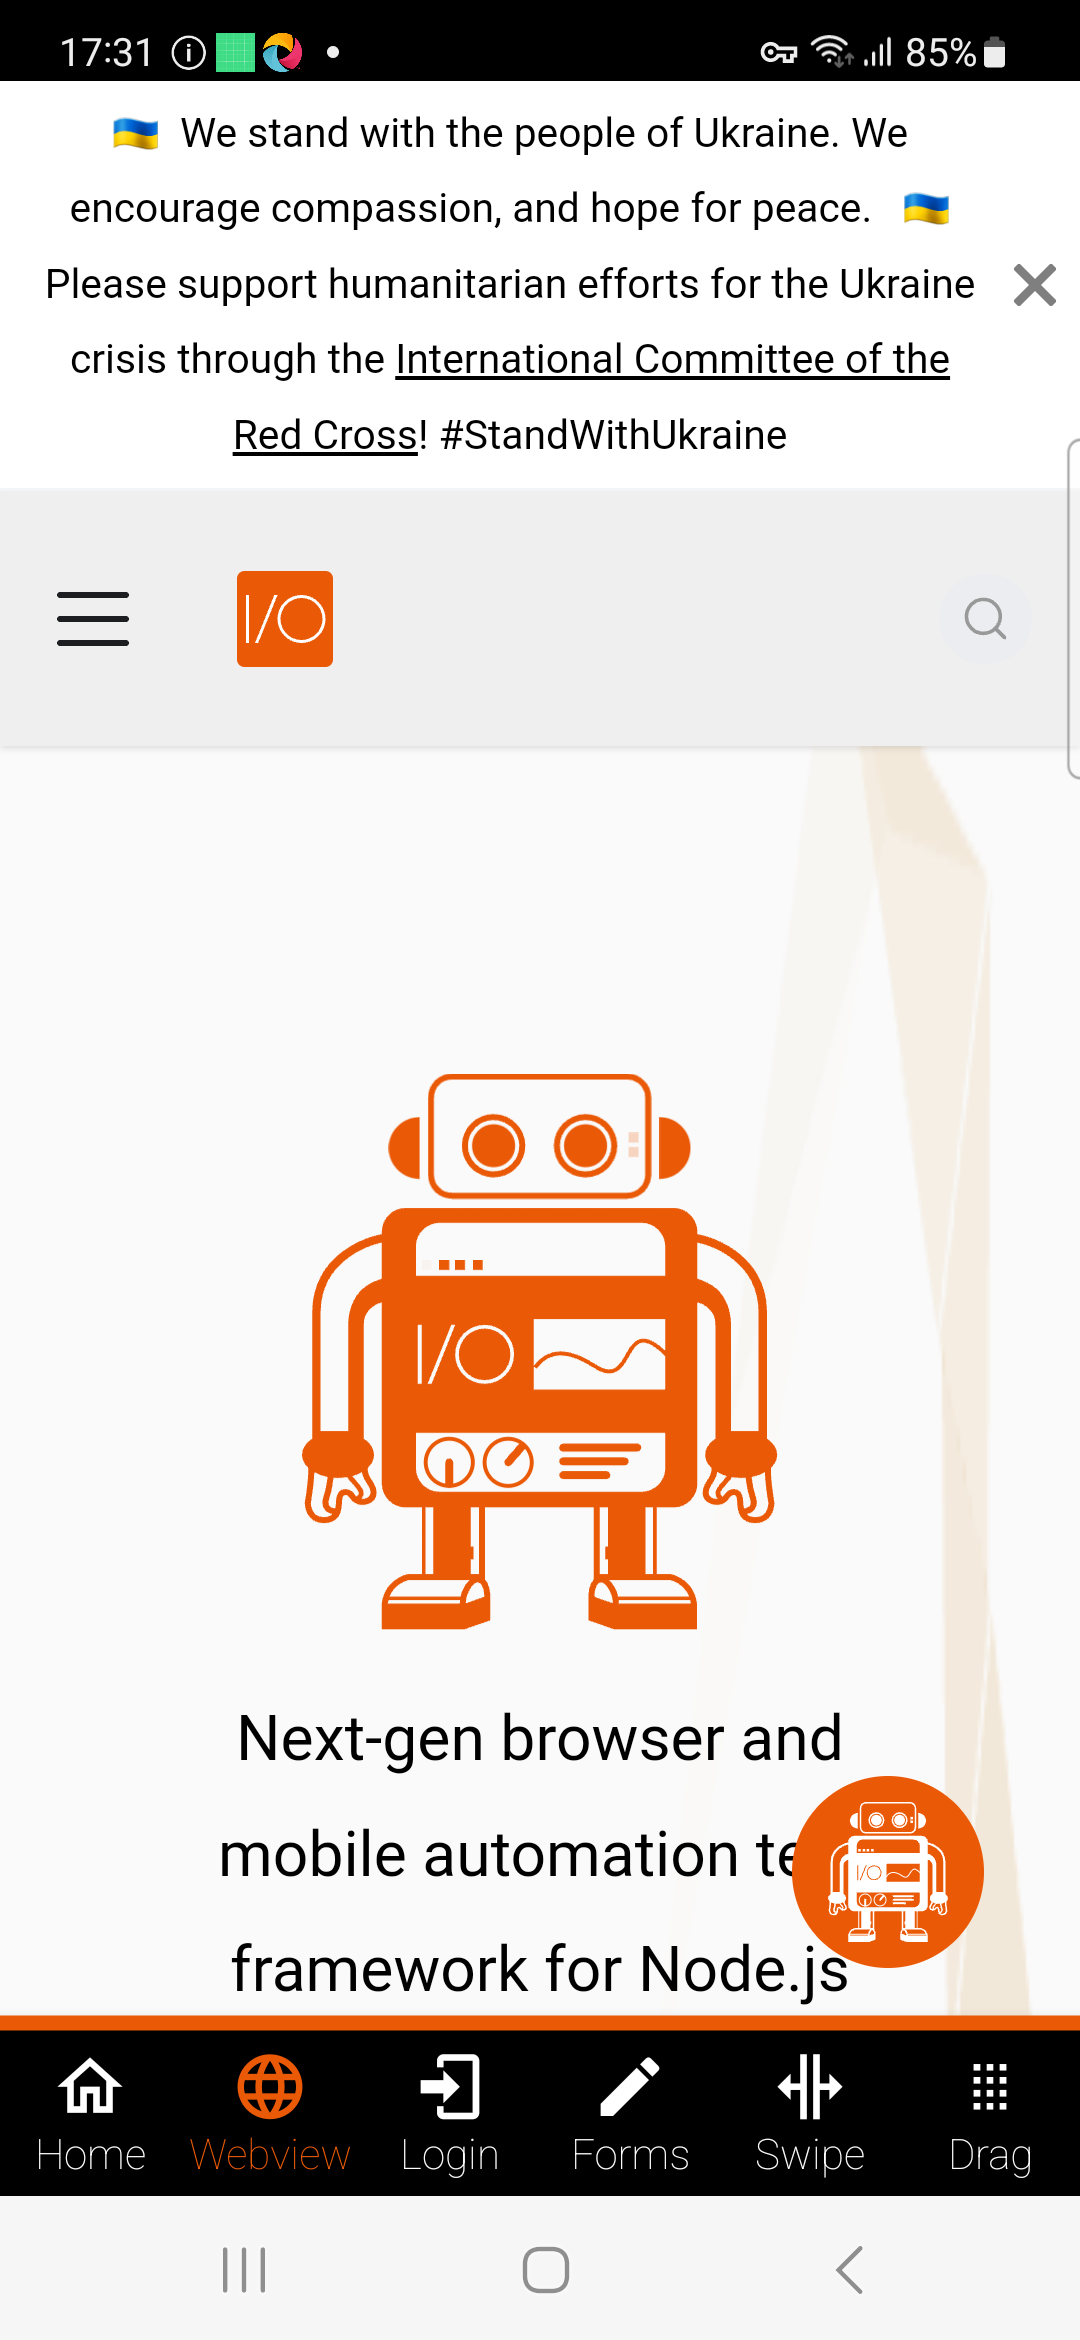 17:31
85%
We stand with the people of Ukraine. We
encourage compassion, and hope for peace.
Please support humanitarian efforts for the Ukraine
crisis through the International Committee of the
Red Cross! #StandWithUkraine
I/O
I/O
Next-gen browser and
mobile automation te
I/O
framework for Node.js
Home Webview Login Forms Swipe Drag